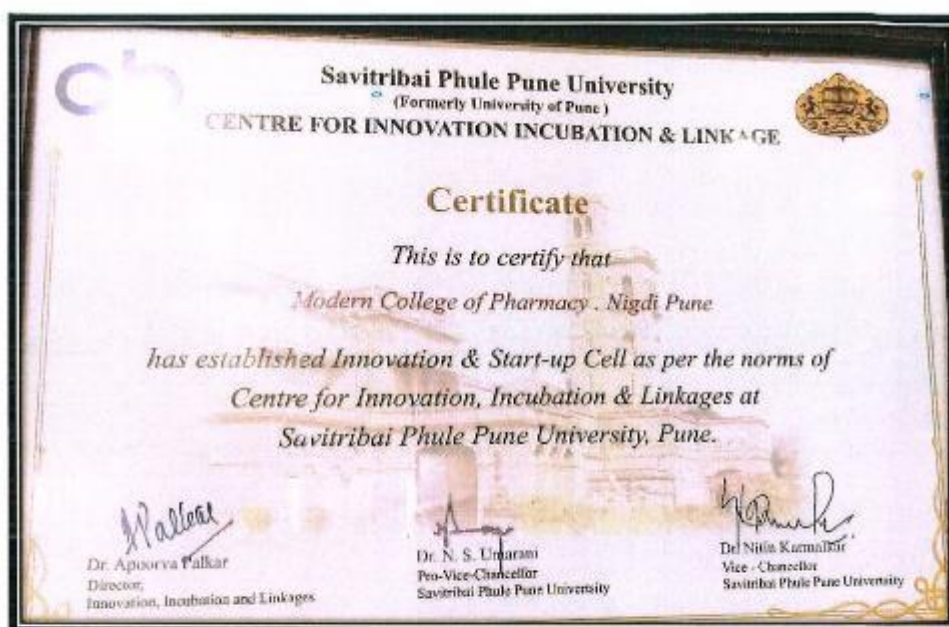 Savitribai Phule Pune University
(Formerly University of Pune)
CENTRE FOR INNOVATION INCUBATION & LINKAGE
Certificate
This is to certify that
Modern College of Pharmacy . Nigdi Pune
has established Innovation & Start-up Cell as per the norms of
Centre for Innovation, Incubation & Linkages at
Savitribai Phule Pune University, Pune.
Dr. Apoorva Palkar
Director,
Innovation, Incubation and Linkages
Dr. N. S. Umarani
Pro-Vice-Chancellor
Savitribai Phule Pune University
Dr. Nitin Karmalkar
Vice - Chancellor
Savitribai Phule Pune University